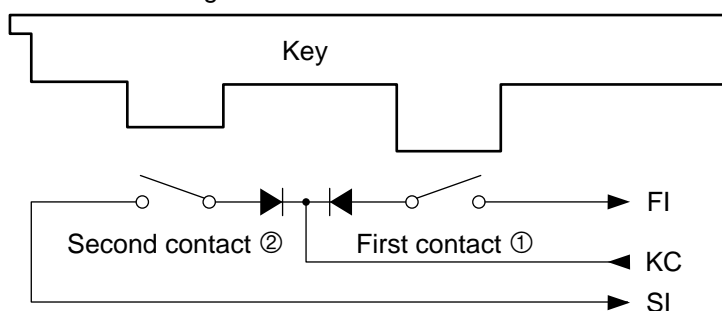 Key
FI
Second contact ②
First contact ①
KC
SI